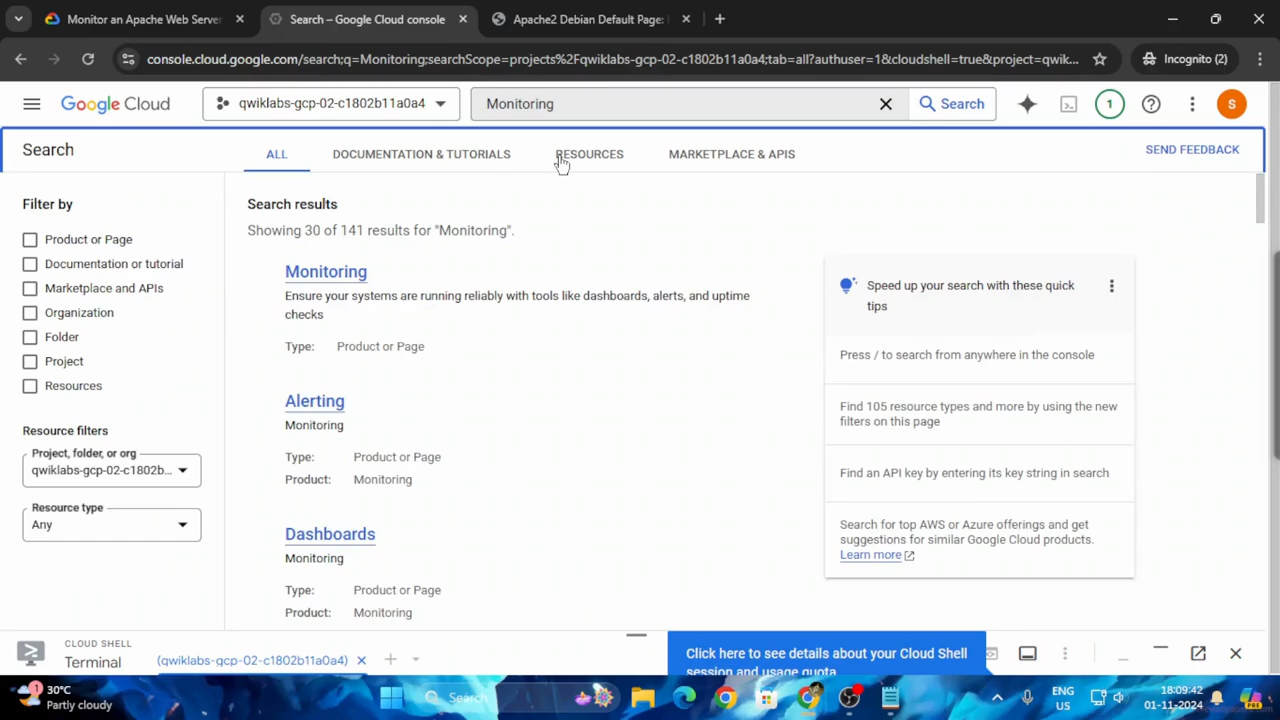 Monitor an Apache Web Server
Search – Google Cloud console
Apache2 Debian Default Page:
console.cloud.google.com/search;q=Monitoring;searchScope=projects%2Fqwiklabs-gcp-02-c1802b11a0a4;tab=all?authuser=1&cloudshell=true&project=qwik...
Incognito (2)
Google Cloud
qwiklabs-gcp-02-c1802b11a0a4
Monitoring
Search
1
S
Search
ALL
DOCUMENTATION & TUTORIALS
RESOURCES
MARKETPLACE & APIS
SEND FEEDBACK
Filter by
Product or Page
Documentation or tutorial
Marketplace and APIs
Organization
Folder
Project
Resources
Resource filters
Project, folder, or org
qwiklabs-gcp-02-c1802b...
Resource type
Any
Search results
Showing 30 of 141 results for "Monitoring".
Monitoring
Ensure your systems are running reliably with tools like dashboards, alerts, and uptime
checks
Type: Product or Page
Alerting
Monitoring
Type: Product or Page
Product: Monitoring
Dashboards
Monitoring
Type: Product or Page
Product: Monitoring
Speed up your search with these quick
tips
Press / to search from anywhere in the console
Find 105 resource types and more by using the new
filters on this page
Find an API key by entering its key string in search
Search for top AWS or Azure offerings and get
suggestions for similar Google Cloud products.
Learn more
CLOUD SHELL
Terminal
(qwiklabs-gcp-02-c1802b11a0a4)
Click here to see details about your Cloud Shell
session and usage quota
1
30°C
Partly cloudy
Search
ENG
US
18:09:42
01-11-2024
PRE